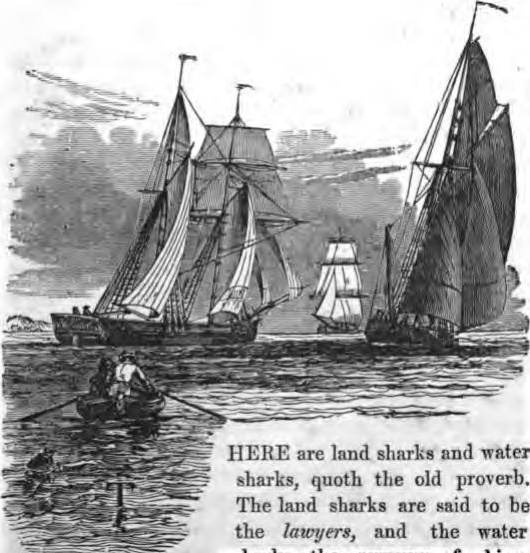 HERE are land sharks and water
sharks, quoth the old proverb.
The land sharks are said to be
the lawyers, and the water